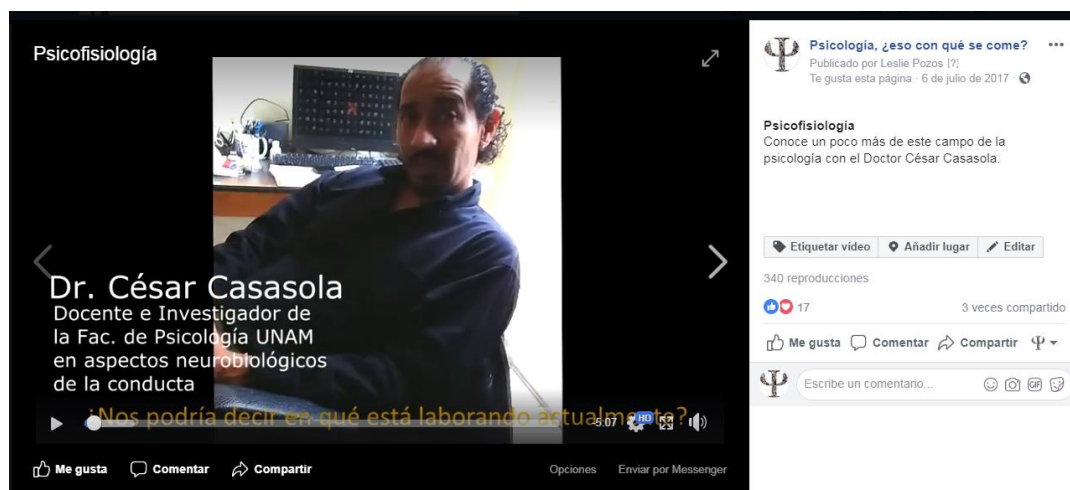 Psicofisiología
Dr. César Casasola
Docente e Investigador de
la Fac. de Psicología UNAM
en aspectos neurobiológicos
de la conducta
¿Nos podría decir en qué está laborando actualmente?
5:07
HD
Me gusta Comentar Compartir
Opciones Enviar por Messenger
Psicología, ¿eso con qué se come?
Publicado por Leslie Pozos [?]
Te gusta esta página · 6 de julio de 2017 ·
Psicofisiología
Conoce un poco más de este campo de la
psicología con el Doctor César Casasola.
Etiquetar vídeo Añadir lugar Editar
340 reproducciones
17 3 veces compartido
Me gusta Comentar Compartir
Escribe un comentario... GIF